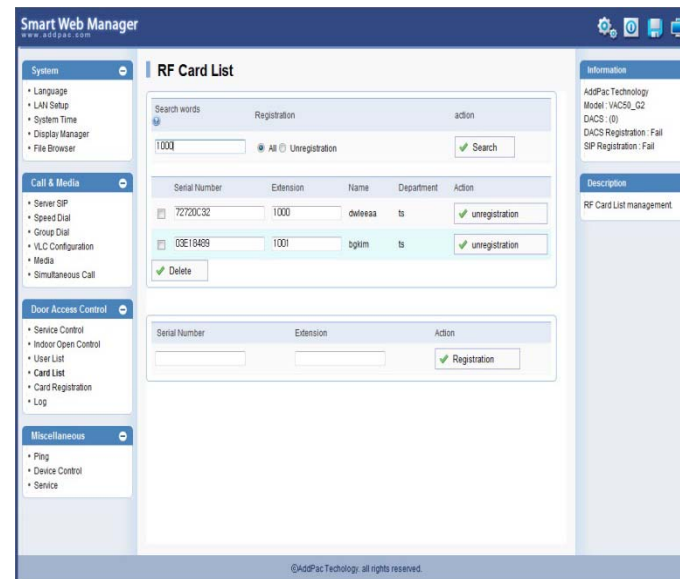 Smart Web Manager
www.addpac.com
System
• Language
• LAN Setup
• System Time
• Display Manager
• File Browser
Call & Media
• Server SIP
• Speed Dial
• Group Dial
• VLC Configuration
• Media
• Simultaneous Call
Door Access Control
• Service Control
• Indoor Open Control
• User List
• Card List
• Card Registration
• Log
Miscellaneous
• Ping
• Device Control
• Service
RF Card List
Search words Registration action
1000 All Unregistration Search
Serial Number Extension Name Department Action
72720C32 1000 dwleeaa ts unregistration
03E18489 1001 bgkim ts unregistration
Delete
Serial Number Extension Action
Registration
Information
AddPac Technology
Model : VAC50_G2
DACS : (0)
DACS Registration : Fail
SIP Registration : Fail
Description
RF Card List management.
©AddPac Techology. all rights reserved.